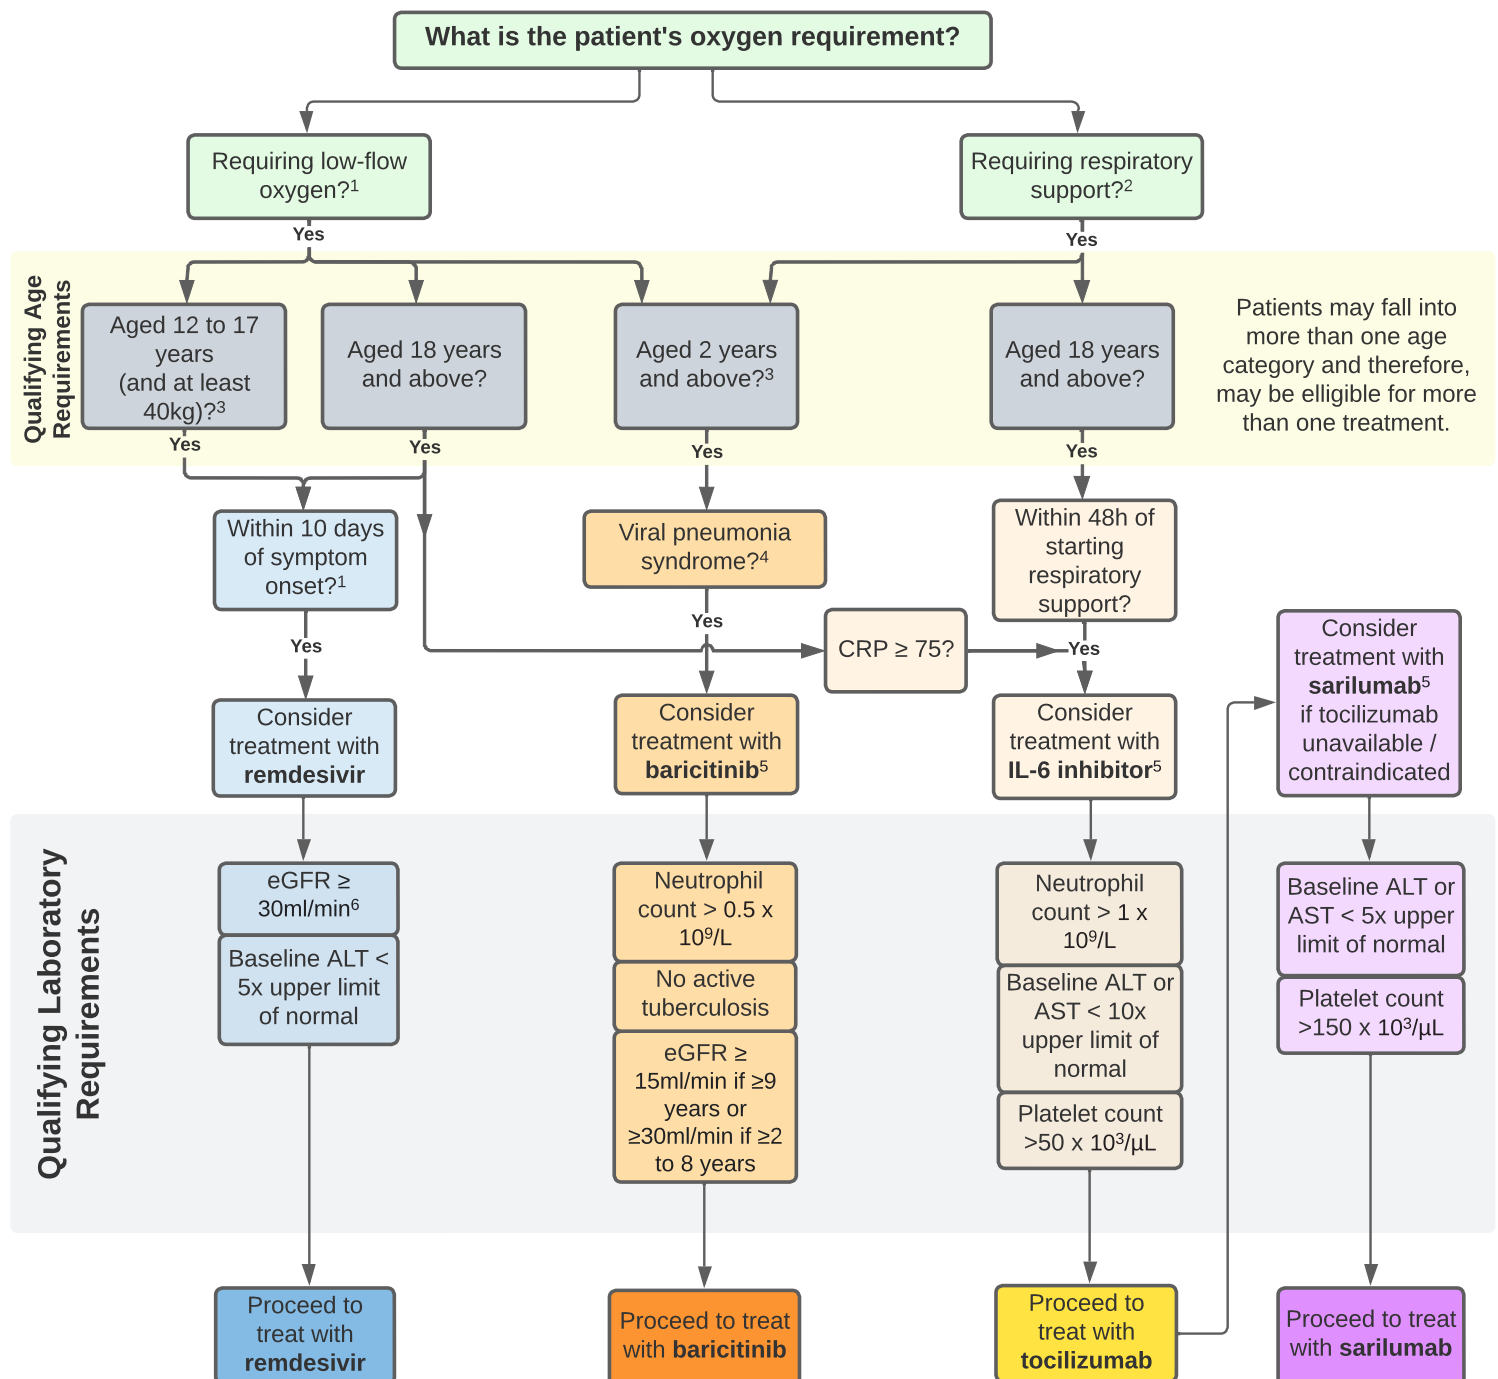 What is the patient's oxygen requirement?
Requiring low-flow
oxygen?¹
Requiring respiratory
support?²
Yes
Yes
Qualifying Age
Requirements
Aged 12 to 17
years
(and at least
40kg)?³
Aged 18 years
and above?
Aged 2 years
and above?³
Aged 18 years
and above?
Patients may fall into
more than one age
category and therefore,
may be elligible for more
than one treatment.
Yes
Yes
Yes
Yes
Within 10 days
of symptom
onset?¹
Viral pneumonia
syndrome?⁴
Within 48h of
starting
respiratory
support?
Yes
Yes
CRP ≥ 75?
Yes
Consider
treatment with
remdesivir
Consider
treatment with
baricitinib⁵
Consider
treatment with
IL-6 inhibitor⁵
Consider
treatment with
sarilumab⁵
if tocilizumab
unavailable /
contraindicated
Qualifying Laboratory
Requirements
eGFR ≥
30ml/min⁶
Baseline ALT <
5x upper limit
of normal
Neutrophil
count > 0.5 x
10⁹/L
No active
tuberculosis
eGFR ≥
15ml/min if ≥9
years or
≥30ml/min if ≥2
to 8 years
Neutrophil
count > 1 x
10⁹/L
Baseline ALT or
AST < 10x
upper limit of
normal
Platelet count
>50 x 10³/µL
Baseline ALT or
AST < 5x upper
limit of normal
Platelet count
>150 x 10³/µL
Proceed to
treat with
remdesivir
Proceed to treat
with baricitinib
Proceed to
treat with
tocilizumab
Proceed to treat
with sarilumab